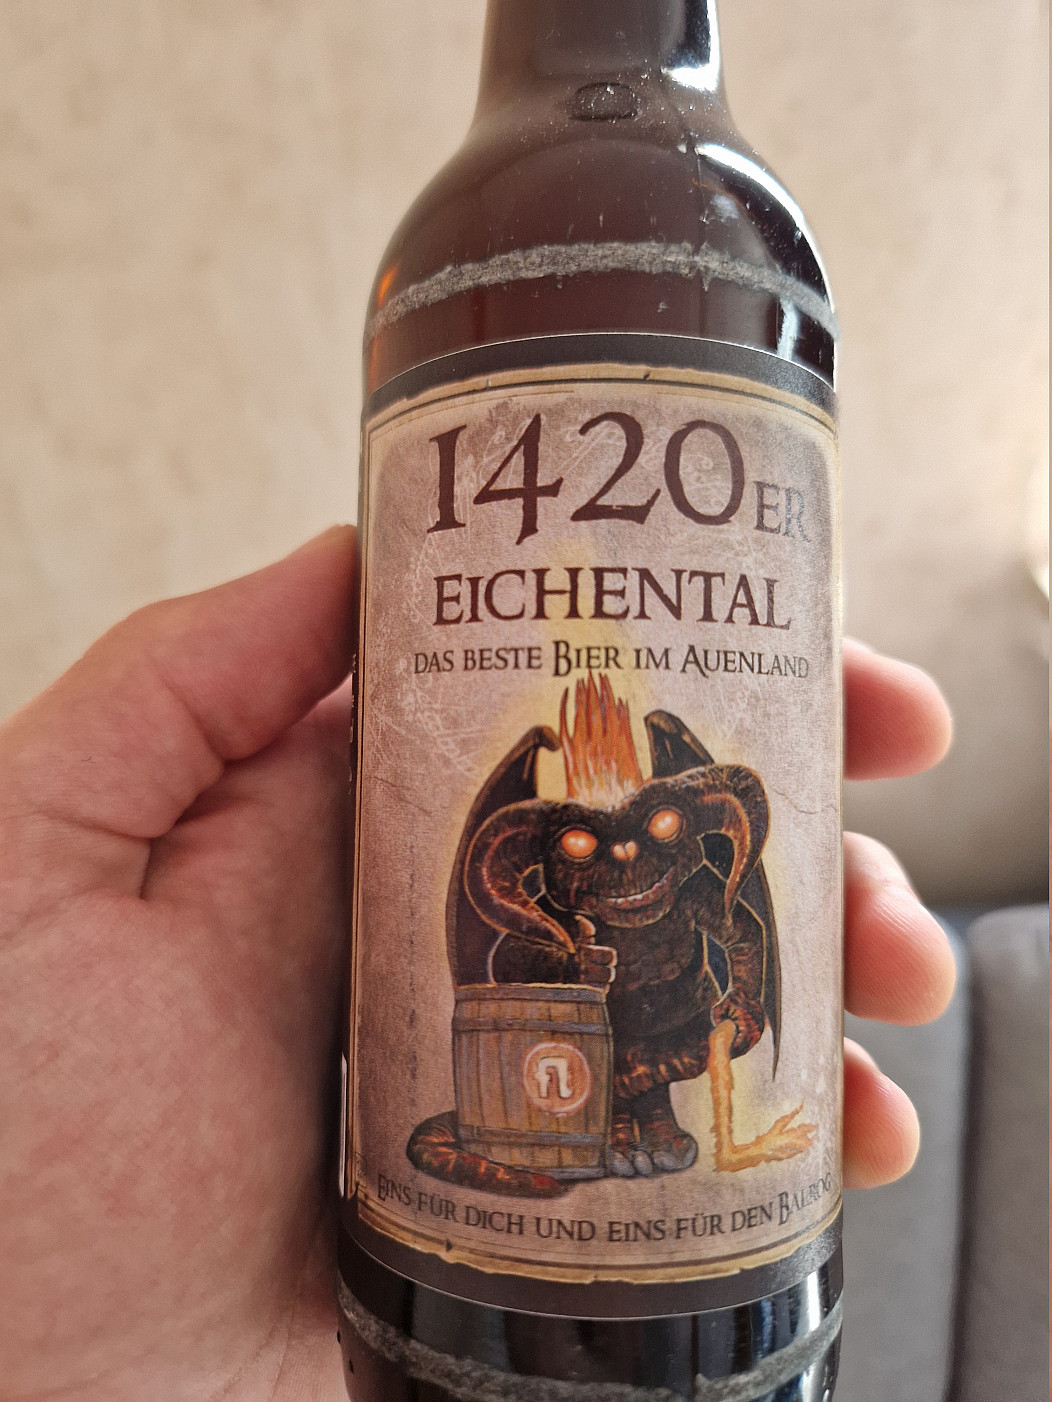 1420ER
EICHENTAL
DAS BESTE BIER IM AUENLAND
EINS FÜR DICH UND EINS FÜR DEN BALROG